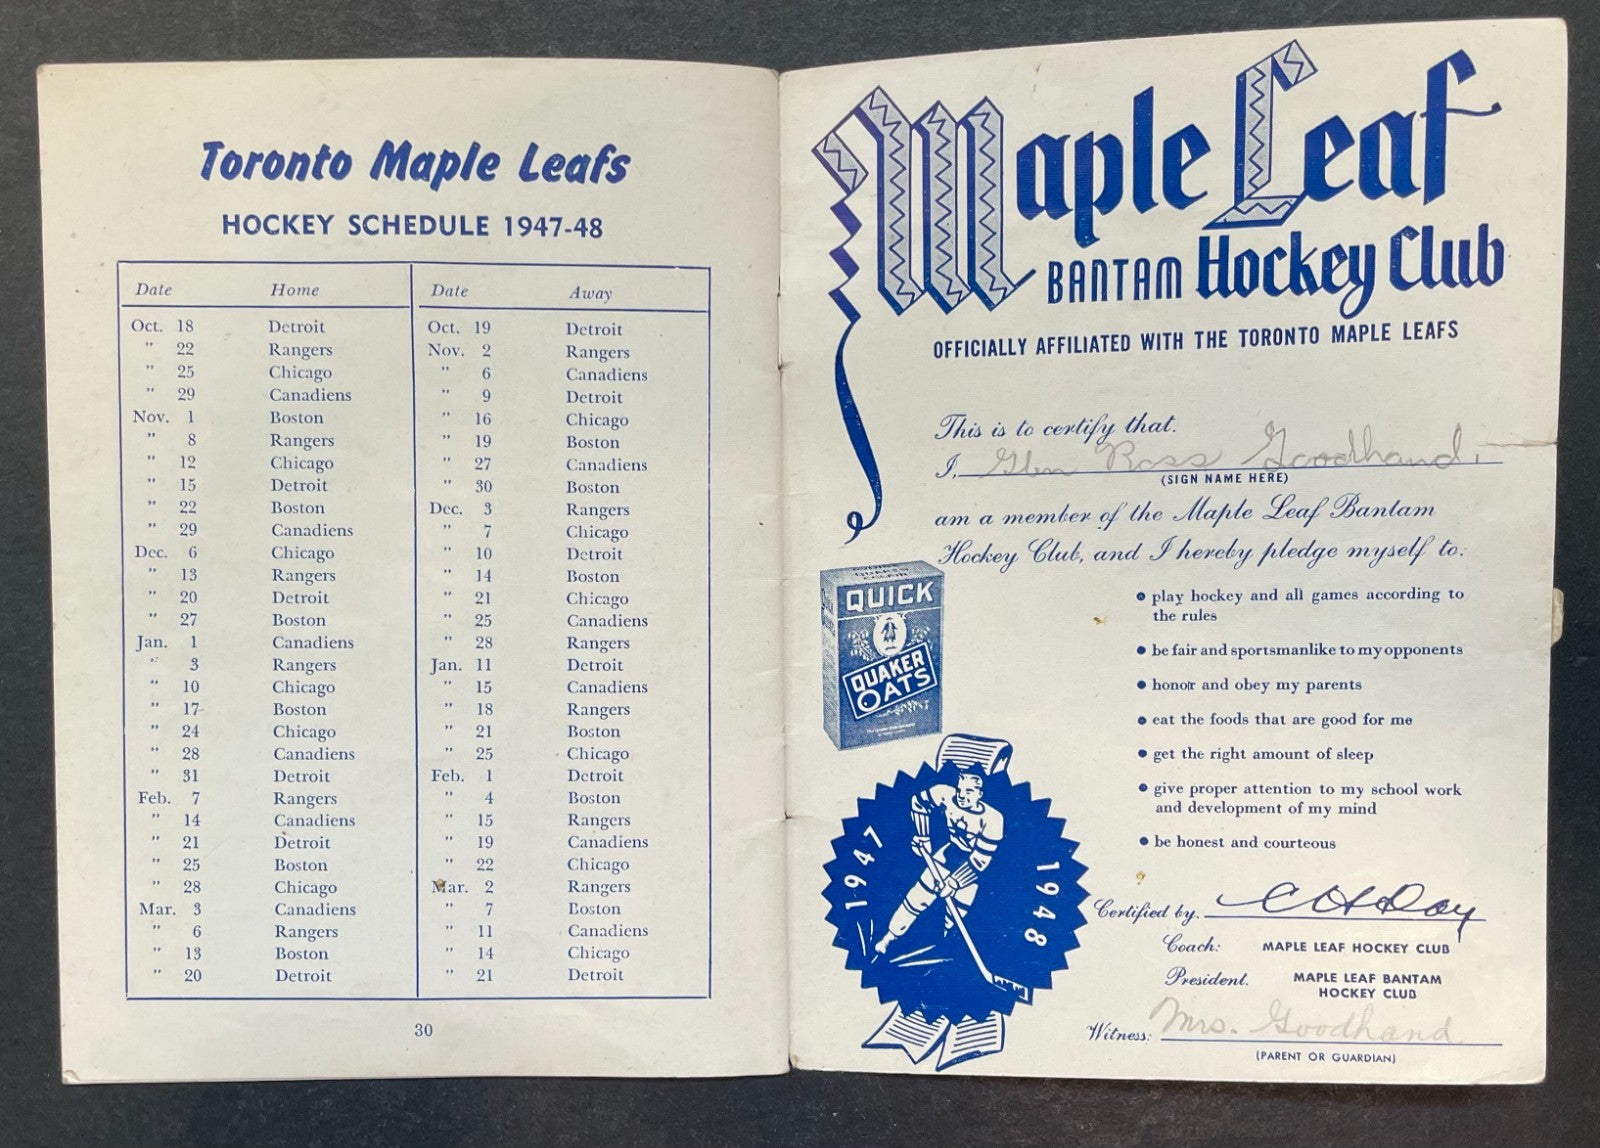 Toronto Maple Leafs
HOCKEY SCHEDULE 1947-48
Date Home Date Away
Oct. 18 Detroit Oct. 19 Detroit
" 22 Rangers Nov. 2 Rangers
" 25 Chicago " 6 Canadiens
" 29 Canadiens " 9 Detroit
Nov. 1 Boston " 16 Chicago
" 8 Rangers " 19 Boston
" 12 Chicago " 27 Canadiens
" 15 Detroit " 30 Boston
" 22 Boston Dec. 3 Rangers
" 29 Canadiens " 7 Chicago
Dec. 6 Chicago " 10 Detroit
" 13 Rangers " 14 Boston
" 20 Detroit " 21 Chicago
" 27 Boston " 25 Canadiens
Jan. 1 Canadiens " 28 Rangers
" 3 Rangers Jan. 11 Detroit
" 10 Chicago " 15 Canadiens
" 17 Boston " 18 Rangers
" 24 Chicago " 21 Boston
" 28 Canadiens " 25 Chicago
" 31 Detroit Feb. 1 Detroit
Feb. 7 Rangers " 4 Boston
" 14 Canadiens " 15 Rangers
" 21 Detroit " 19 Canadiens
" 25 Boston " 22 Chicago
" 28 Chicago Mar. 2 Rangers
Mar. 3 Canadiens " 7 Boston
" 6 Rangers " 11 Canadiens
" 13 Boston " 14 Chicago
" 20 Detroit " 21 Detroit
30
Maple Leaf
BANTAM Hockey Club
OFFICIALLY AFFILIATED WITH THE TORONTO MAPLE LEAFS
This is to certify that.
I, Glen Ross Goodhand,
(SIGN NAME HERE)
am a member of the Maple Leaf Bantam
Hockey Club, and I hereby pledge myself to:
QUICK
QUAKER
OATS
• play hockey and all games according to
the rules
• be fair and sportsmanlike to my opponents
• honor and obey my parents
• eat the foods that are good for me
• get the right amount of sleep
• give proper attention to my school work
and development of my mind
• be honest and courteous
1947 1948
Certified by. C H Day
Coach: MAPLE LEAF HOCKEY CLUB
President. MAPLE LEAF BANTAM
HOCKEY CLUB
Witness: Mrs. Goodhand.
(PARENT OR GUARDIAN)